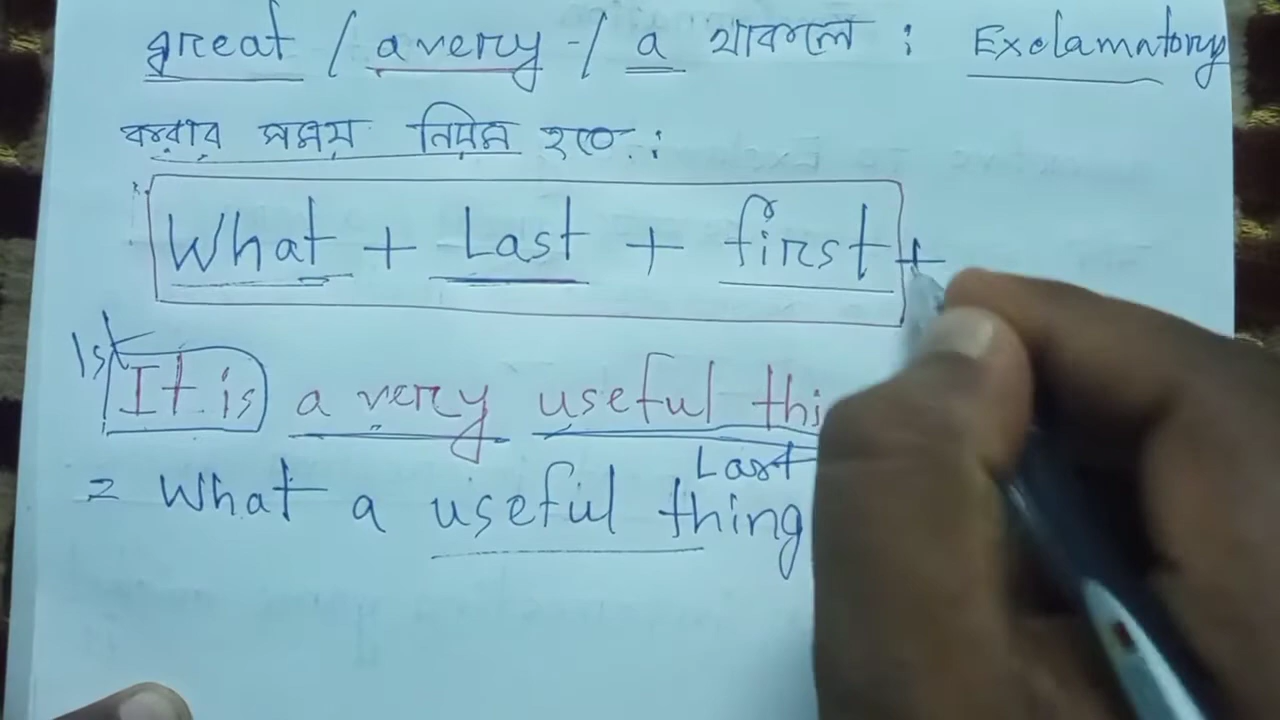 great / a very - / a থাকলে : Exclamatory
করার সময় নিয়ম হবে :
What + Last + first +
1st It is a very useful thi
Last
= What a useful thing